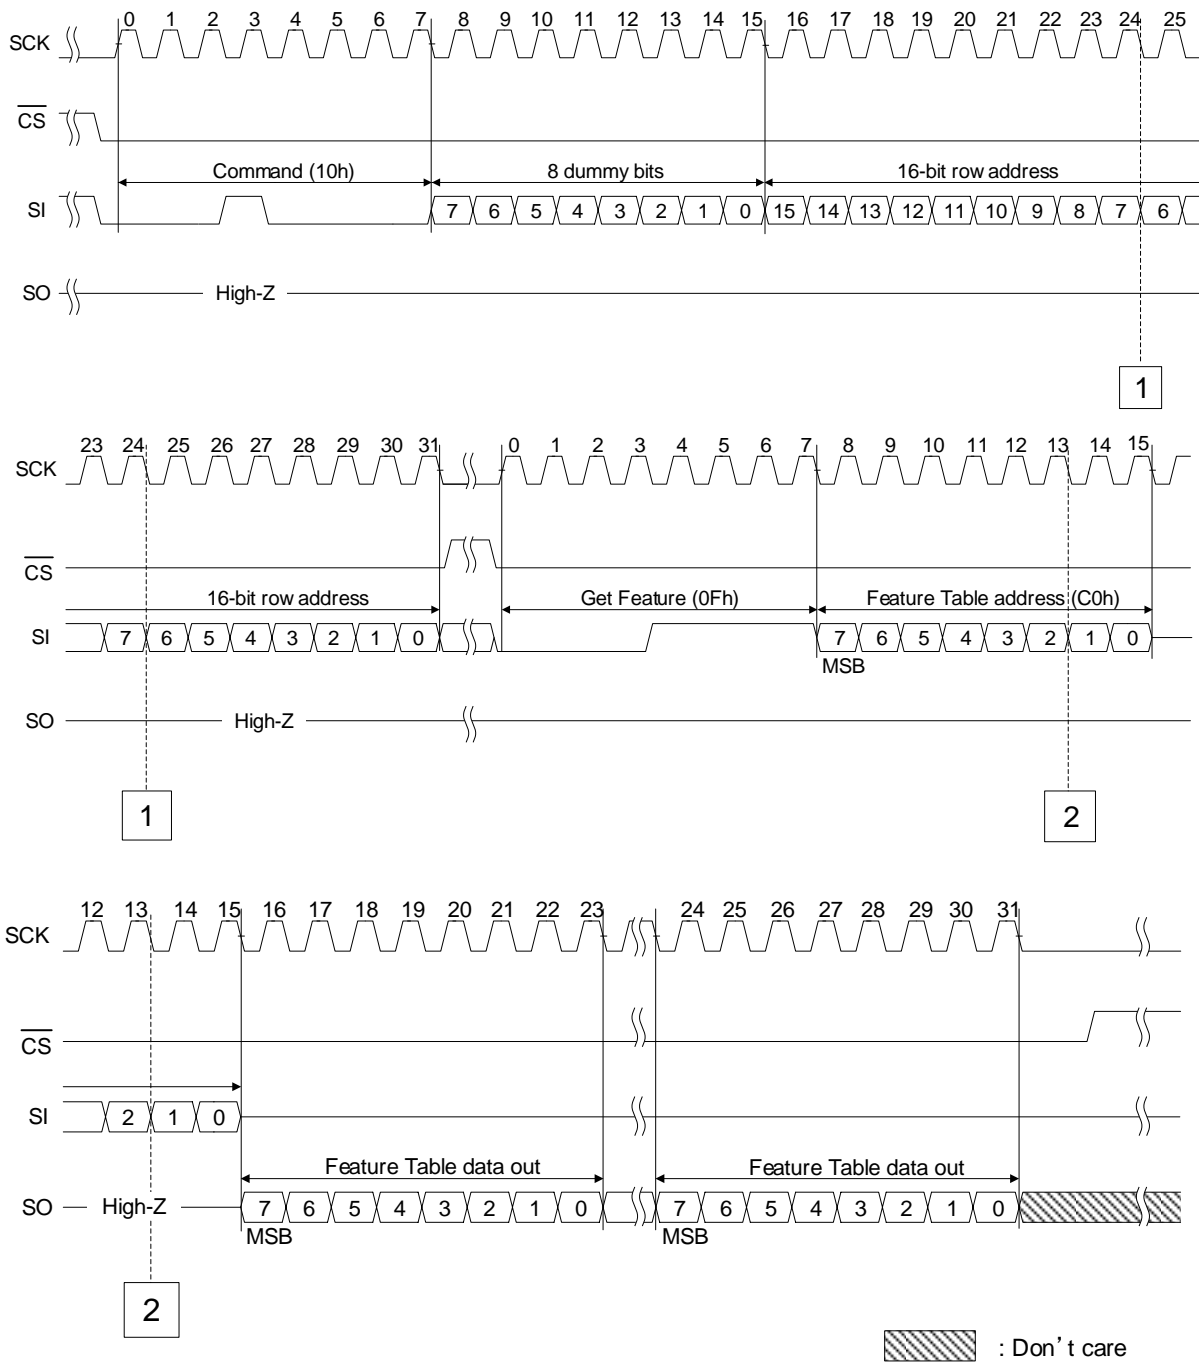 0 1 2 3 4 5 6 7 8 9 10 11 12 13 14 15 16 17 18 19 20 21 22 23 24 25
SCK
CS
Command (10h) 8 dummy bits 16-bit row address
SI 7 6 5 4 3 2 1 0 15 14 13 12 11 10 9 8 7 6
SO High-Z
1
23 24 25 26 27 28 29 30 31 0 1 2 3 4 5 6 7 8 9 10 11 12 13 14 15
SCK
CS
16-bit row address Get Feature (0Fh) Feature Table address (C0h)
SI 7 6 5 4 3 2 1 0 7 6 5 4 3 2 1 0
MSB
SO High-Z
1 2
12 13 14 15 16 17 18 19 20 21 22 23 24 25 26 27 28 29 30 31
SCK
CS
SI 2 1 0
Feature Table data out Feature Table data out
SO High-Z 7 6 5 4 3 2 1 0 7 6 5 4 3 2 1 0
MSB MSB
2
: Don't care